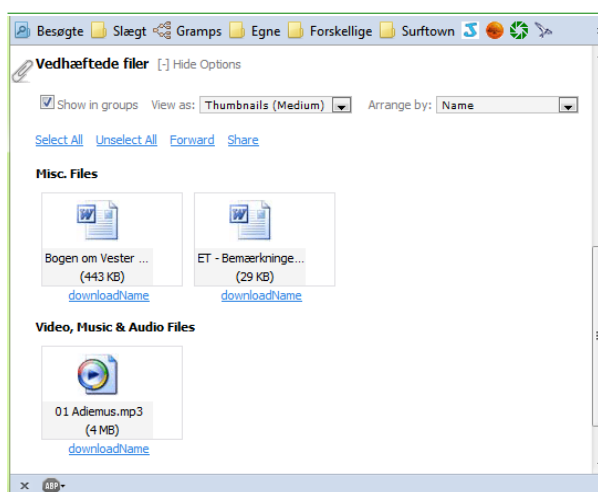 Besøgte Slægt Gramps Egne Forskellige Surftown
Vedhæftede filer [-] Hide Options
Show in groups View as: Thumbnails (Medium) Arrange by: Name
Select All Unselect All Forward Share
Misc. Files
Bogen om Vester ... ET - Bemærkninge...
(443 KB) (29 KB)
downloadName downloadName
Video, Music & Audio Files
01 Adiemus.mp3
(4 MB)
downloadName
ABP